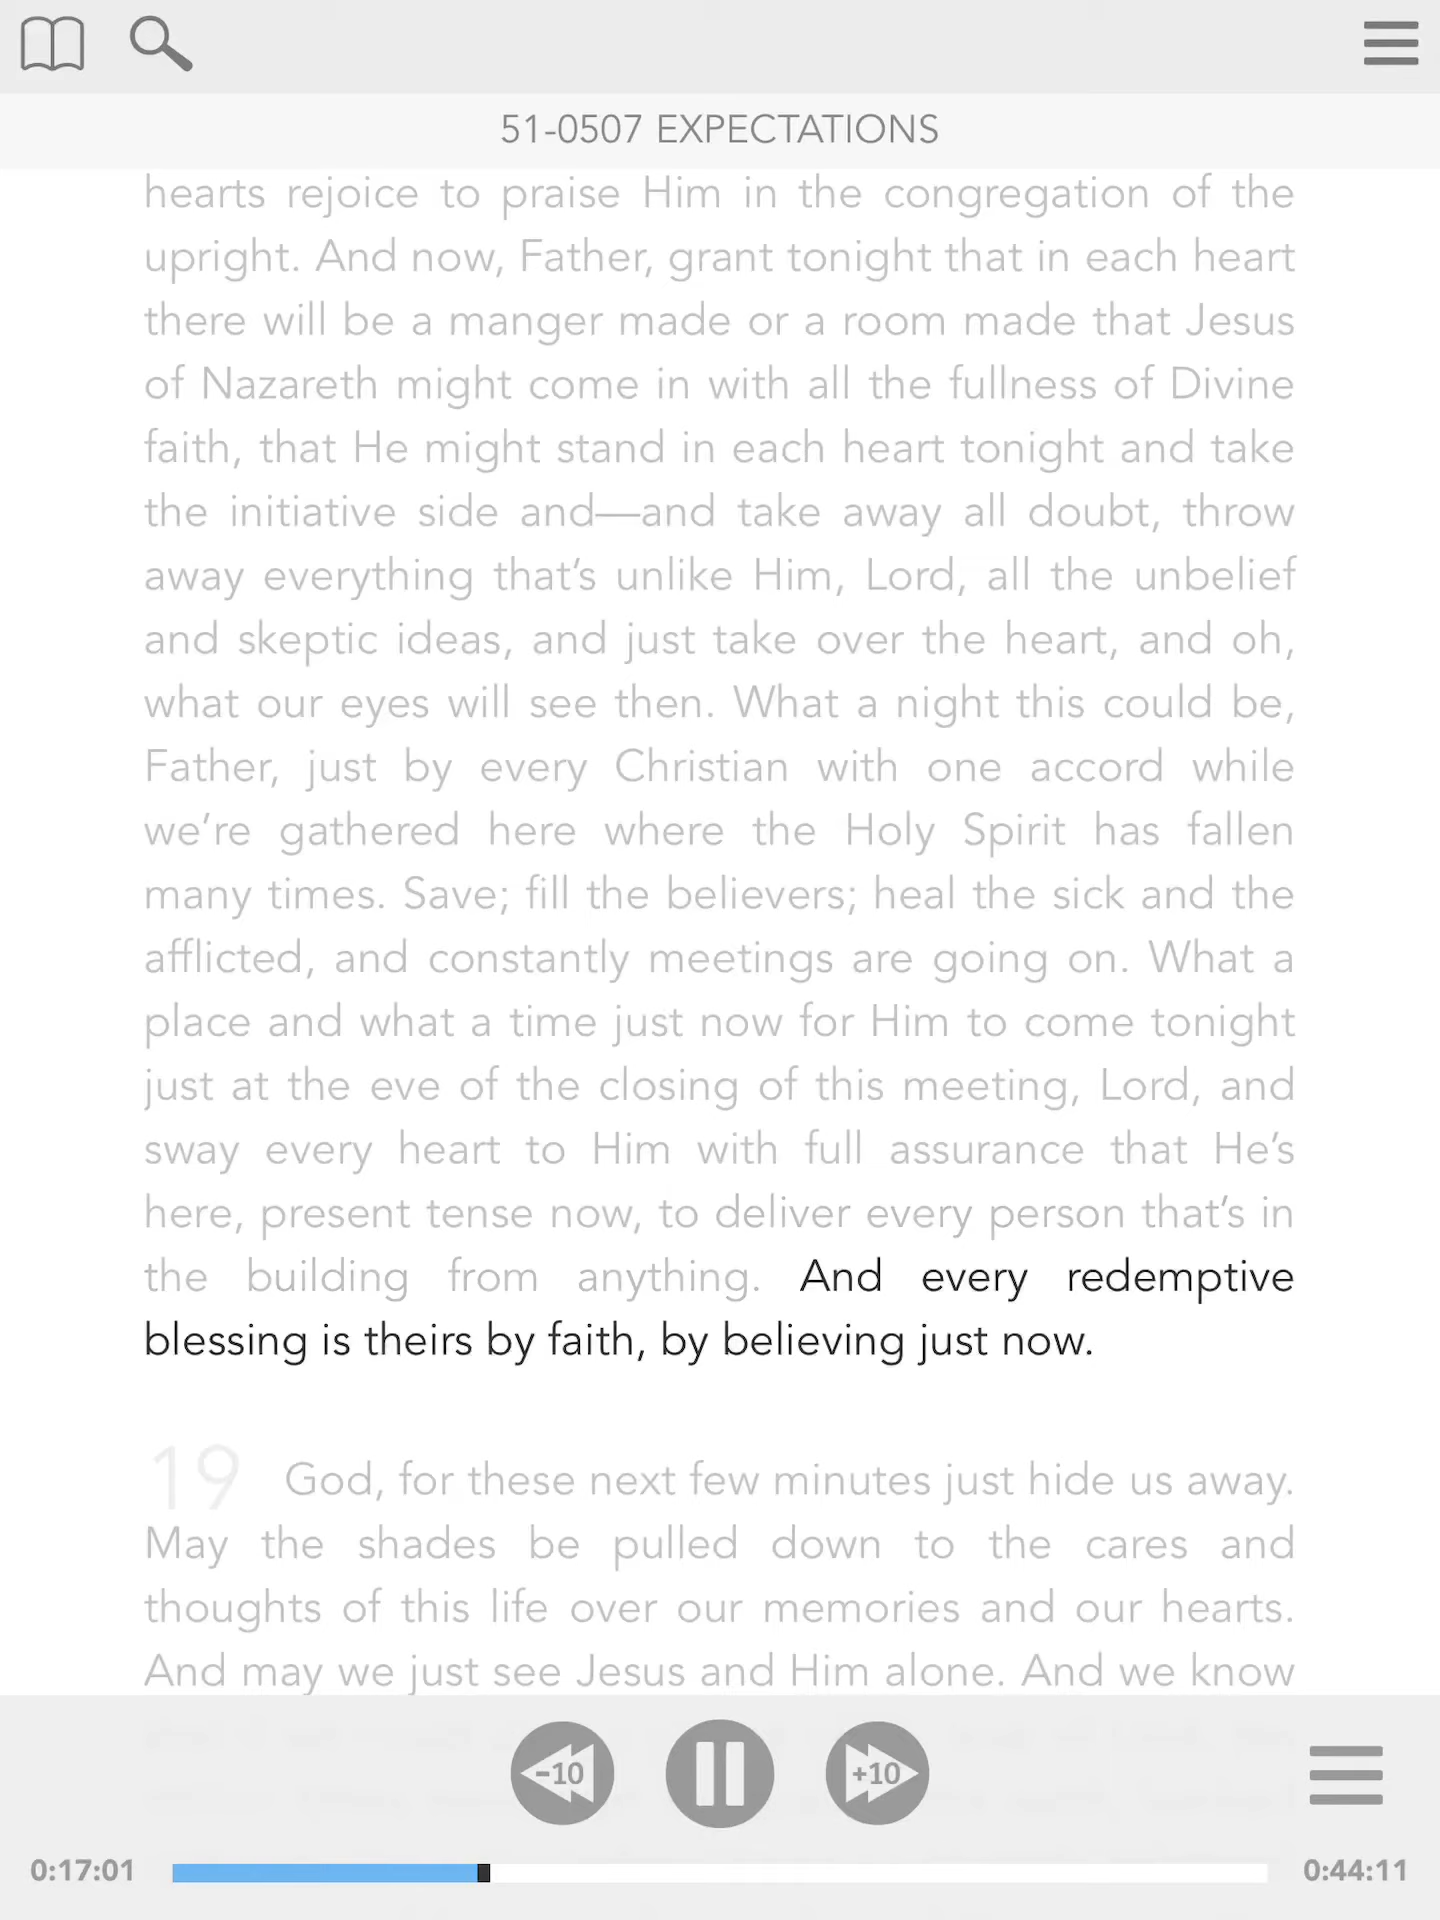 51-0507 EXPECTATIONS
hearts rejoice to praise Him in the congregation of the
upright. And now, Father, grant tonight that in each heart
there will be a manger made or a room made that Jesus
of Nazareth might come in with all the fullness of Divine
faith, that He might stand in each heart tonight and take
the initiative side and—and take away all doubt, throw
away everything that’s unlike Him, Lord, all the unbelief
and skeptic ideas, and just take over the heart, and oh,
what our eyes will see then. What a night this could be,
Father, just by every Christian with one accord while
we’re gathered here where the Holy Spirit has fallen
many times. Save; fill the believers; heal the sick and the
afflicted, and constantly meetings are going on. What a
place and what a time just now for Him to come tonight
just at the eve of the closing of this meeting, Lord, and
sway every heart to Him with full assurance that He’s
here, present tense now, to deliver every person that’s in
the building from anything. And every redemptive
blessing is theirs by faith, by believing just now.
19 God, for these next few minutes just hide us away.
May the shades be pulled down to the cares and
thoughts of this life over our memories and our hearts.
And may we just see Jesus and Him alone. And we know
-10 +10
0:17:01 0:44:11